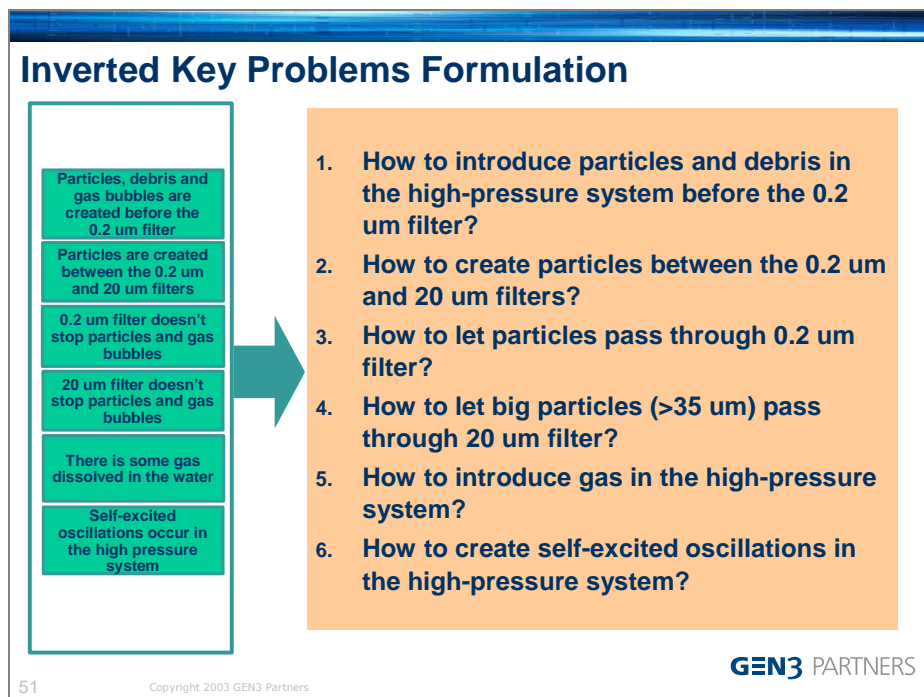 Inverted Key Problems Formulation
Particles, debris and
gas bubbles are
created before the
0.2 um filter
Particles are created
between the 0.2 um
and 20 um filters
0.2 um filter doesn't
stop particles and gas
bubbles
20 um filter doesn't
stop particles and gas
bubbles
There is some gas
dissolved in the water
Self-excited
oscillations occur in
the high pressure
system
1. How to introduce particles and debris in
the high-pressure system before the 0.2
um filter?
2. How to create particles between the 0.2 um
and 20 um filters?
3. How to let particles pass through 0.2 um
filter?
4. How to let big particles (>35 um) pass
through 20 um filter?
5. How to introduce gas in the high-pressure
system?
6. How to create self-excited oscillations in
the high-pressure system?
51 Copyright 2003 GEN3 Partners
GEN3 PARTNERS